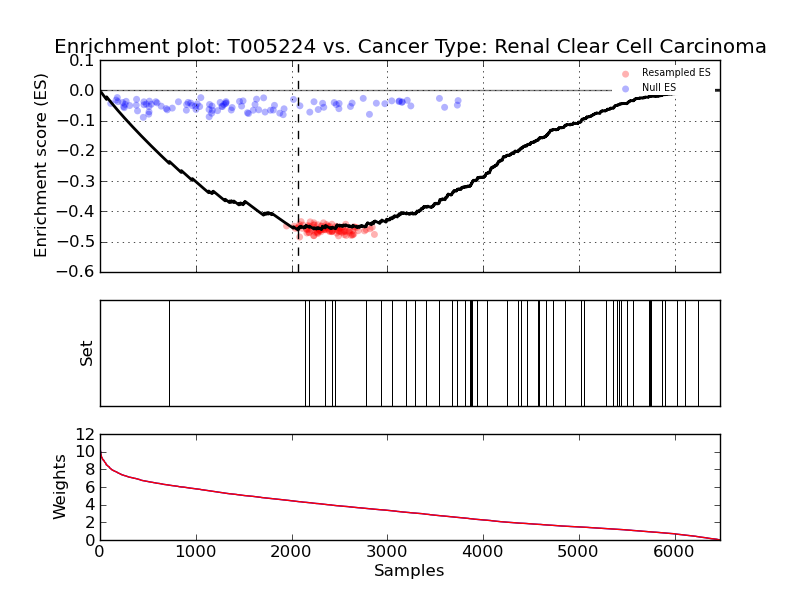 Enrichment plot: T005224 vs. Cancer Type: Renal Clear Cell Carcinoma
Enrichment score (ES)
0.1
0.0
−0.1
−0.2
−0.3
−0.4
−0.5
−0.6
Resampled ES
Null ES
Set
Weights
12
10
8
6
4
2
0
0 1000 2000 3000 4000 5000 6000
Samples